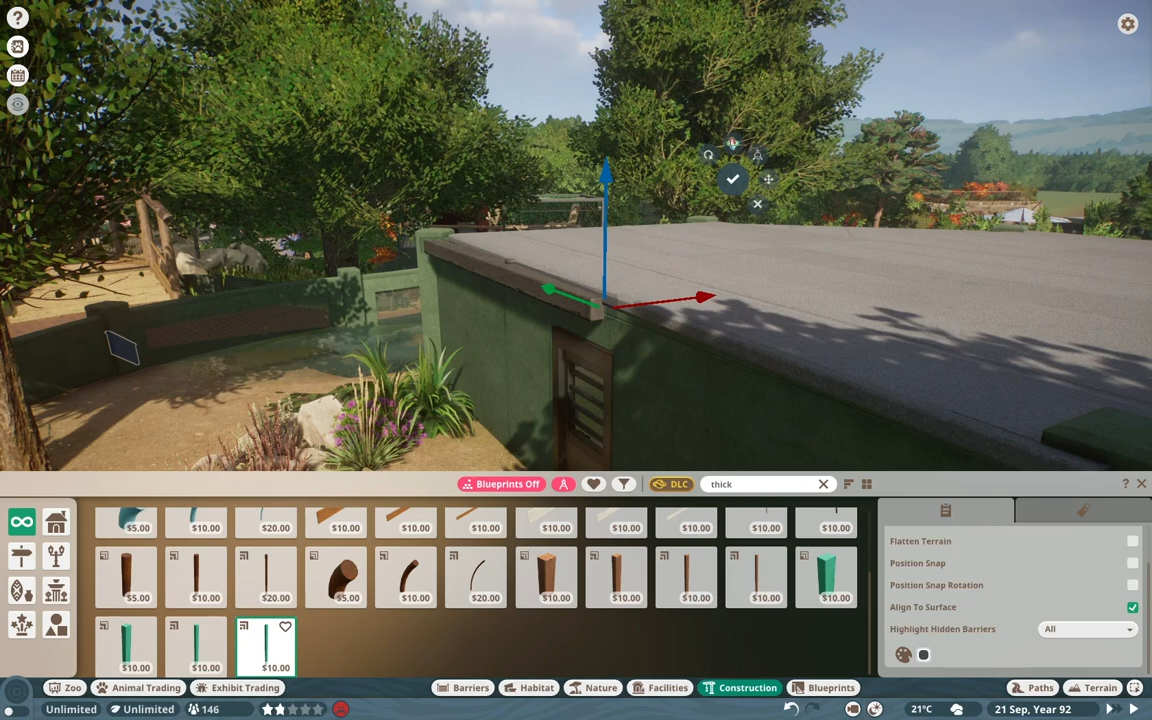 Blueprints Off
DLC
thick
$5.00
$10.00
$20.00
$10.00
$10.00
$10.00
$10.00
$10.00
$10.00
$10.00
$10.00
$5.00
$10.00
$20.00
$5.00
$10.00
$20.00
$10.00
$10.00
$10.00
$10.00
$10.00
$10.00
$10.00
$10.00
Flatten Terrain
Position Snap
Position Snap Rotation
Align To Surface
Highlight Hidden Barriers All
Zoo
Animal Trading
Exhibit Trading
Barriers
Habitat
Nature
Facilities
Construction
Blueprints
Paths
Terrain
Unlimited
Unlimited
146
21°C
21 Sep, Year 92